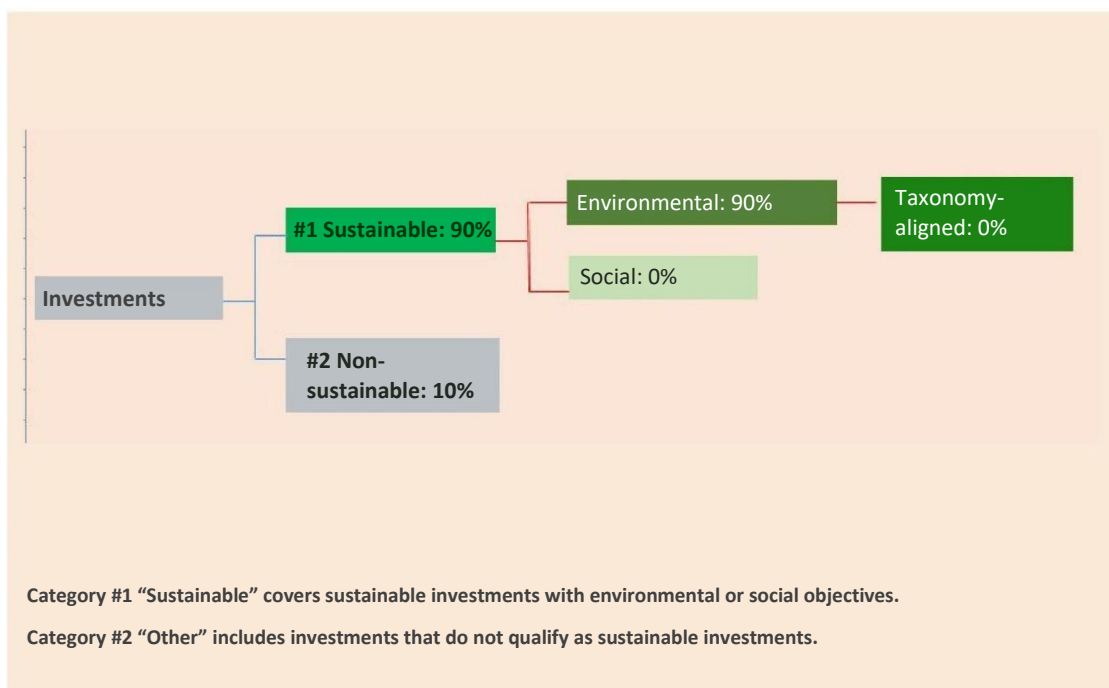 Investments
#1 Sustainable: 90%
#2 Non-
sustainable: 10%
Environmental: 90%
Social: 0%
Taxonomy-
aligned: 0%
Category #1 “Sustainable” covers sustainable investments with environmental or social objectives.
Category #2 “Other” includes investments that do not qualify as sustainable investments.